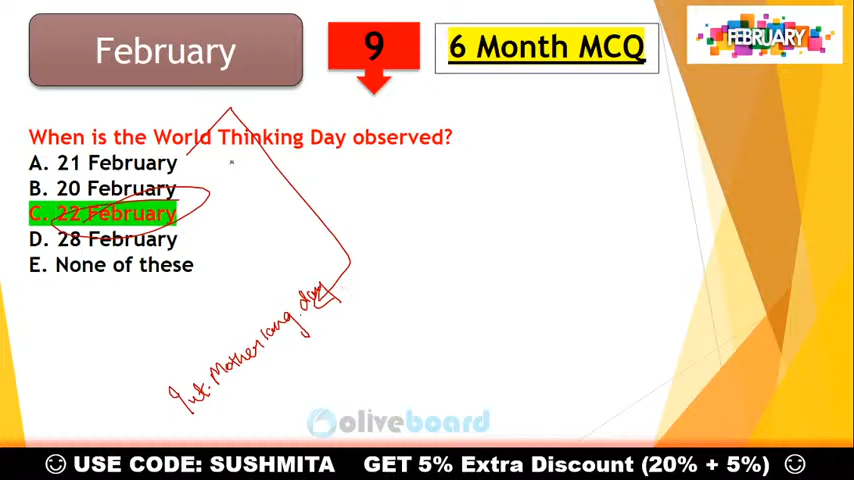 February
9
6 Month MCQ
FEBRUARY
When is the World Thinking Day observed?
A. 21 February
B. 20 February
C. 22 February
D. 28 February
E. None of these
Int. Mother lang. day
oliveboard
USE CODE: SUSHMITA GET 5% Extra Discount (20% + 5%)